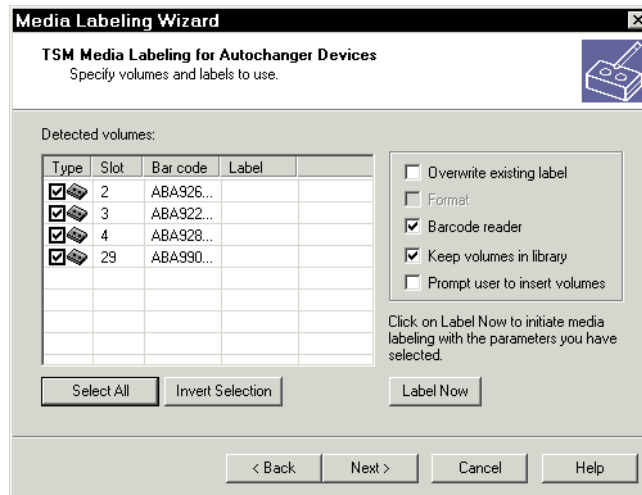 Media Labeling Wizard
TSM Media Labeling for Autochanger Devices
Specify volumes and labels to use.
Detected volumes:
Type Slot Bar code Label
2 ABA926...
3 ABA922...
4 ABA928...
29 ABA990...
Select All Invert Selection
Overwrite existing label
Format
Barcode reader
Keep volumes in library
Prompt user to insert volumes
Click on Label Now to initiate media
labeling with the parameters you have
selected.
Label Now
< Back Next > Cancel Help